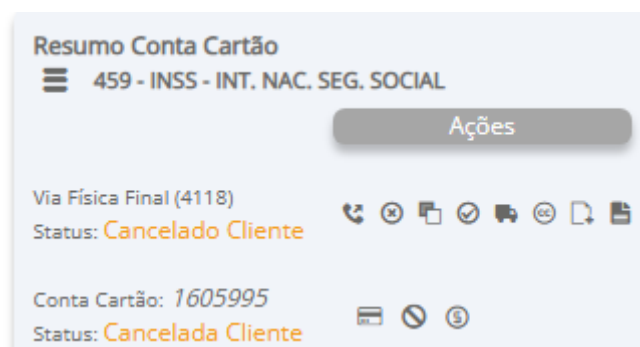 Resumo Conta Cartão
459 - INSS - INT. NAC. SEG. SOCIAL
Ações
Via Física Final (4118)
Status: Cancelado Cliente
Conta Cartão: 1605995
Status: Cancelada Cliente